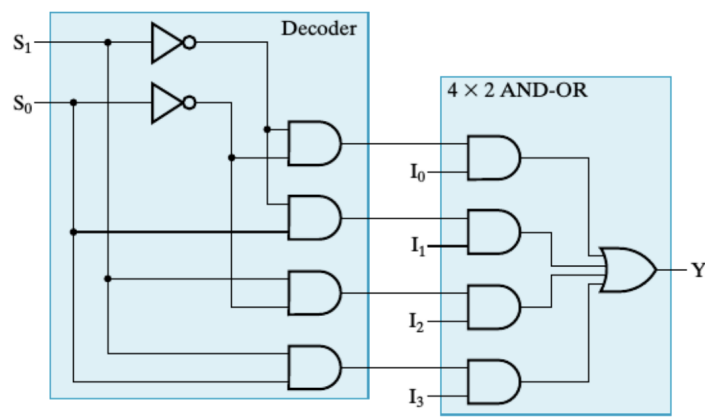 Decoder
S₁
S₀
4 × 2 AND-OR
I₀
I₁
Y
I₂
I₃